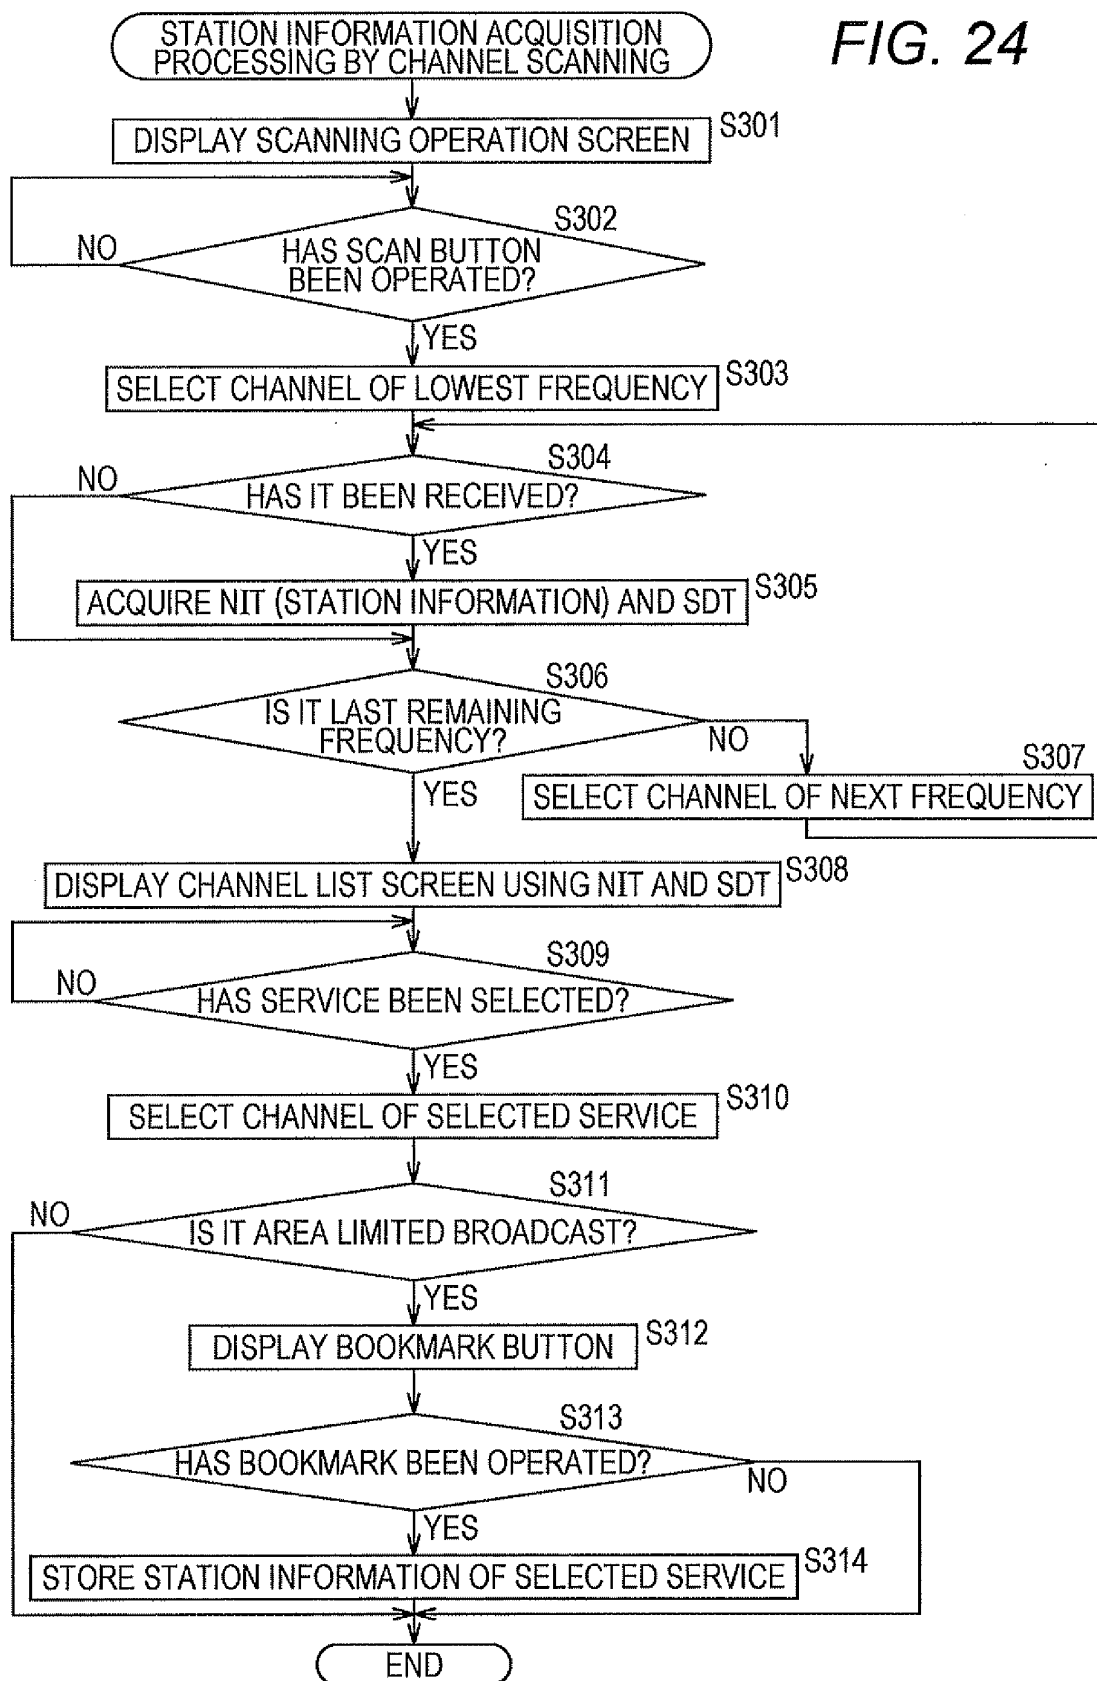 STATION INFORMATION ACQUISITION
PROCESSING BY CHANNEL SCANNING
FIG. 24
DISPLAY SCANNING OPERATION SCREEN
S301
S302
NO
HAS SCAN BUTTON
BEEN OPERATED?
YES
SELECT CHANNEL OF LOWEST FREQUENCY
S303
S304
NO
HAS IT BEEN RECEIVED?
YES
ACQUIRE NIT (STATION INFORMATION) AND SDT
S305
S306
IS IT LAST REMAINING
FREQUENCY?
NO
YES
S307
SELECT CHANNEL OF NEXT FREQUENCY
DISPLAY CHANNEL LIST SCREEN USING NIT AND SDT
S308
S309
NO
HAS SERVICE BEEN SELECTED?
YES
SELECT CHANNEL OF SELECTED SERVICE
S310
S311
NO
IS IT AREA LIMITED BROADCAST?
YES
DISPLAY BOOKMARK BUTTON
S312
S313
HAS BOOKMARK BEEN OPERATED?
NO
YES
STORE STATION INFORMATION OF SELECTED SERVICE
S314
END